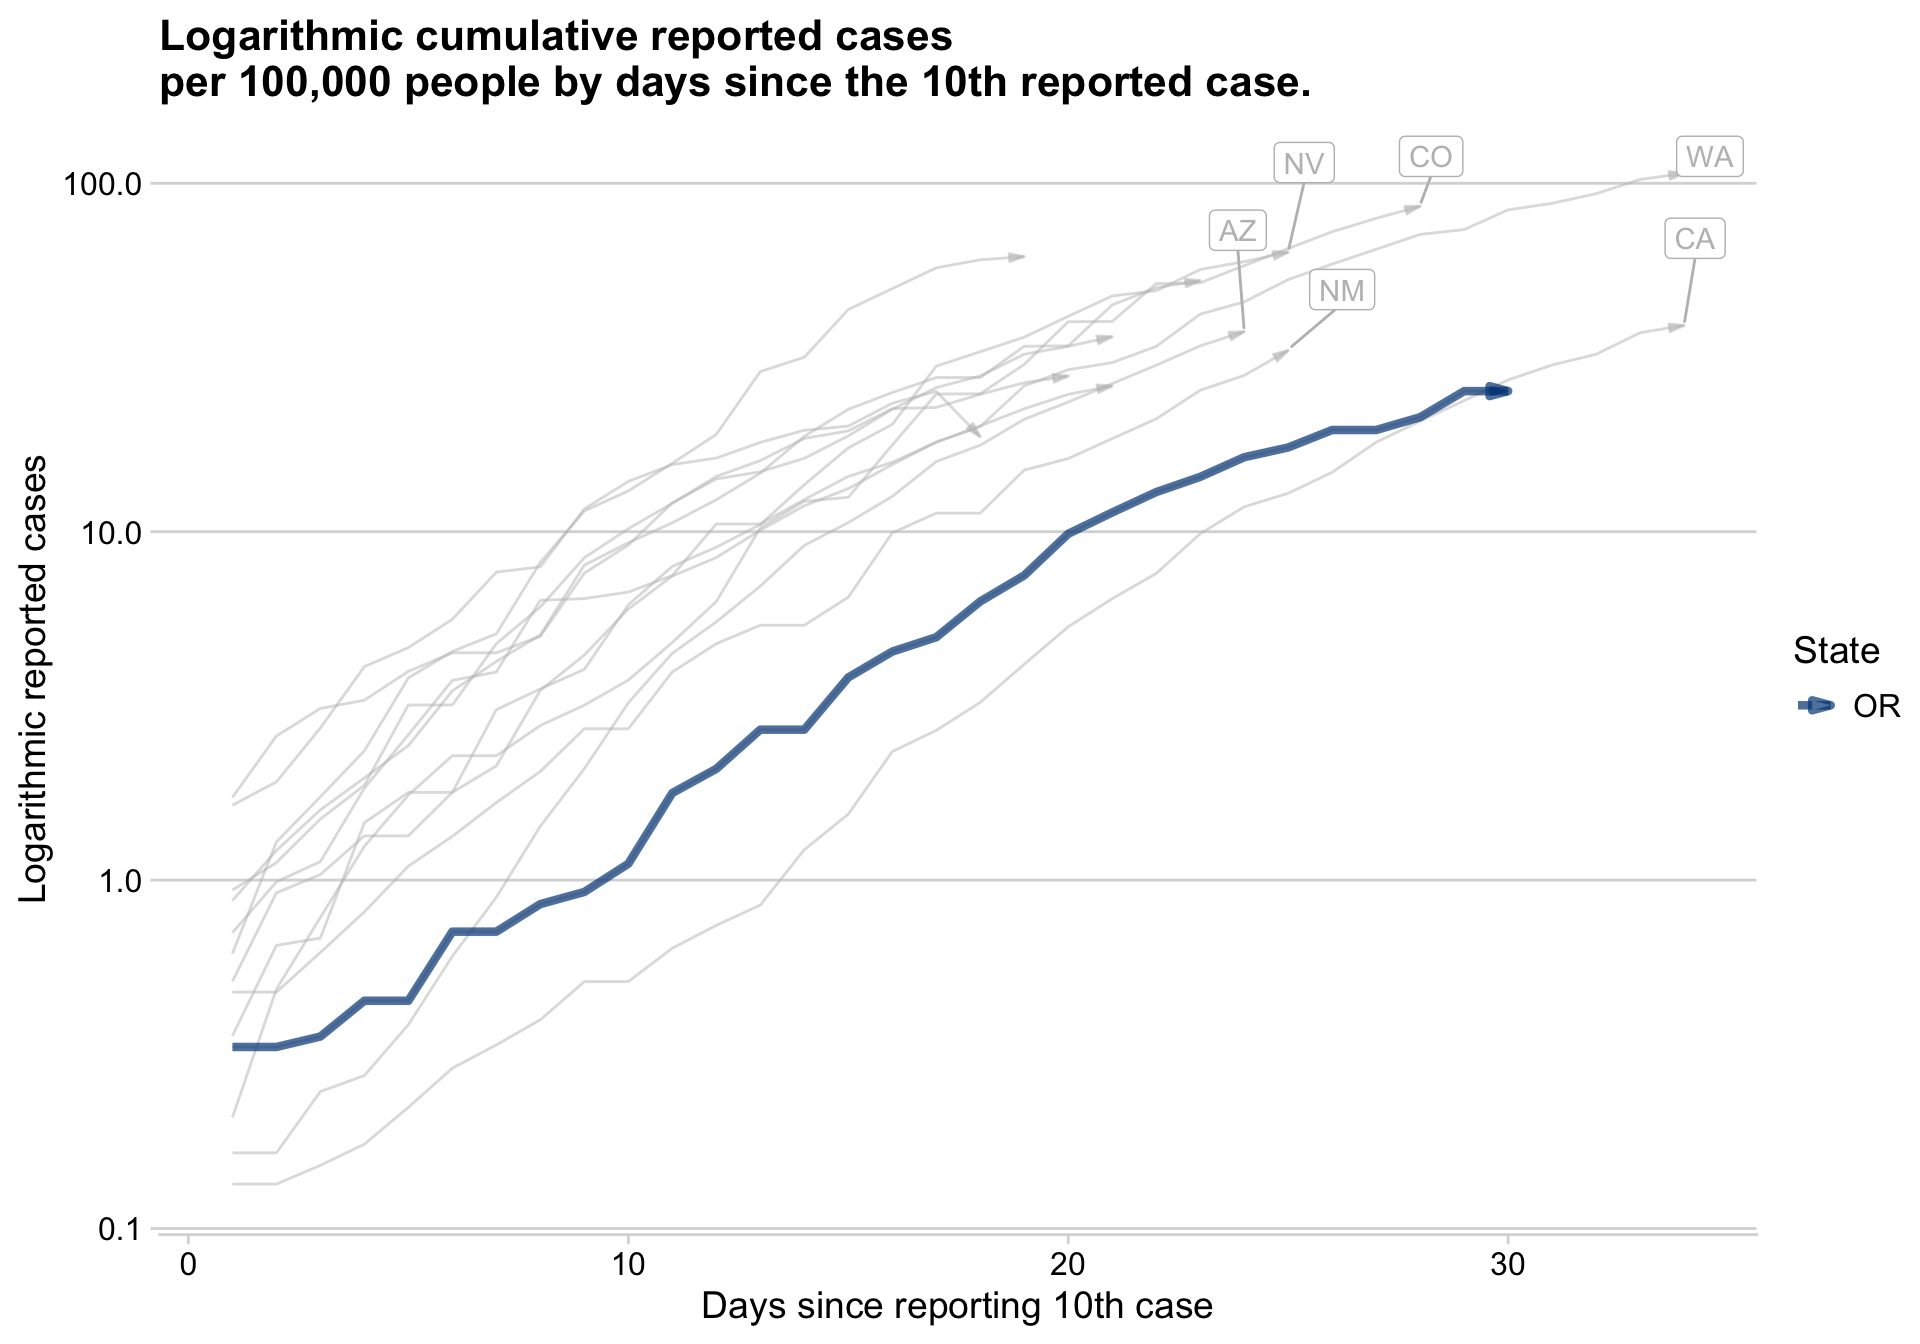 Logarithmic cumulative reported cases
per 100,000 people by days since the 10th reported case.
NV
CO
WA
100.0
AZ
CA
NM
Logarithmic reported cases
10.0
State
OR
1.0
0.1
0
10
20
30
Days since reporting 10th case